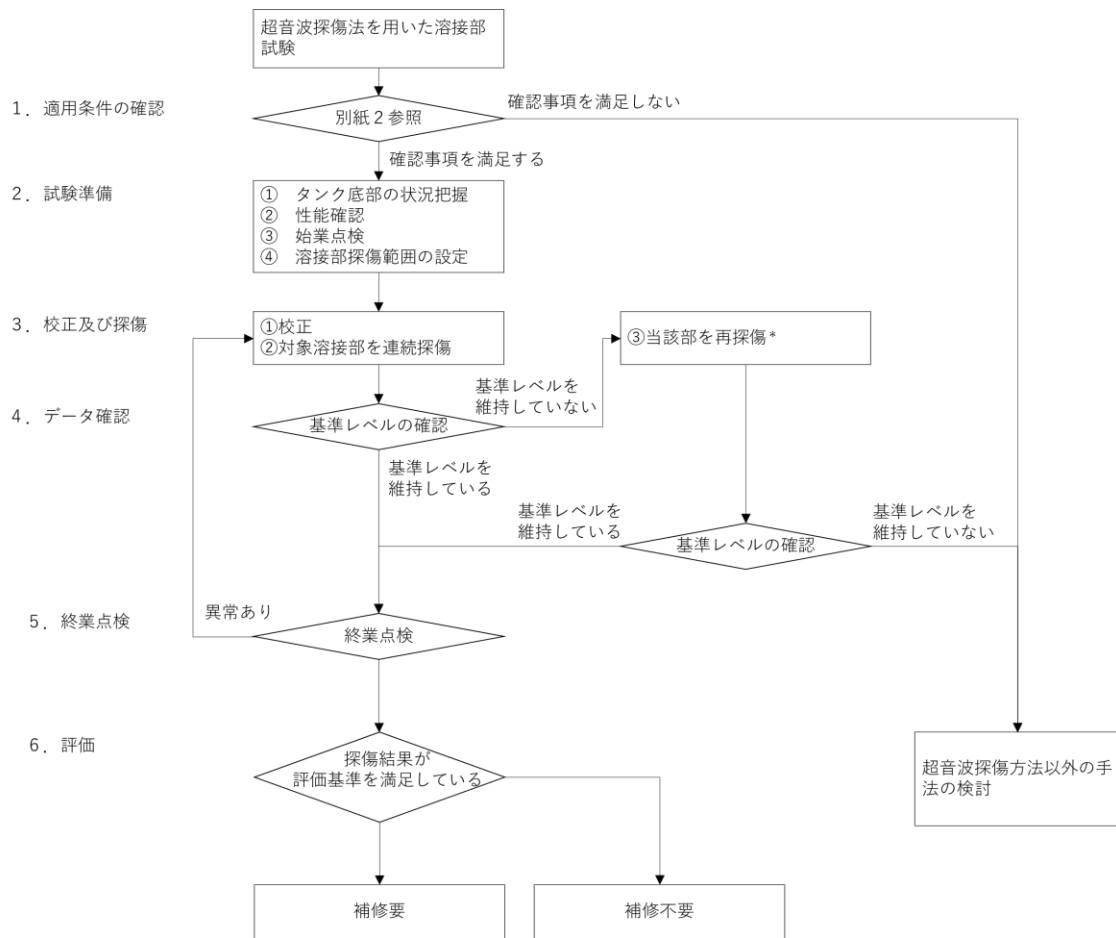 超音波探傷法を用いた溶接部
試験
1．適用条件の確認
別紙２参照
確認事項を満足しない
確認事項を満足する
2．試験準備
①　タンク底部の状況把握
②　性能確認
③　始業点検
④　溶接部探傷範囲の設定
3．校正及び探傷
①校正
②対象溶接部を連続探傷
③当該部を再探傷*
基準レベルを
維持していない
4．データ確認
基準レベルの確認
基準レベルを
維持している
基準レベルを
維持している
基準レベルの確認
基準レベルを
維持していない
異常あり
5．終業点検
終業点検
6．評価
探傷結果が
評価基準を満足している
超音波探傷方法以外の手
法の検討
補修要
補修不要